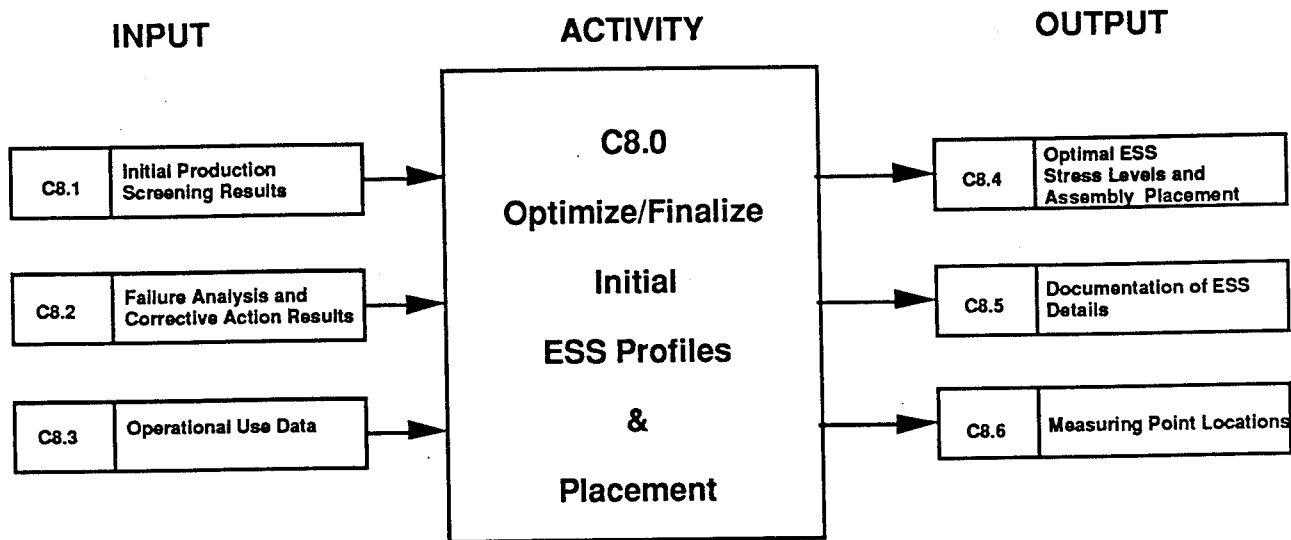 INPUT
ACTIVITY
OUTPUT
C8.1
Initial Production
Screening Results
C8.2
Failure Analysis and
Corrective Action Results
C8.3
Operational Use Data
C8.0
Optimize/Finalize
Initial
ESS Profiles
&
Placement
C8.4
Optimal ESS
Stress Levels and
Assembly Placement
C8.5
Documentation of ESS
Details
C8.6
Measuring Point Locations